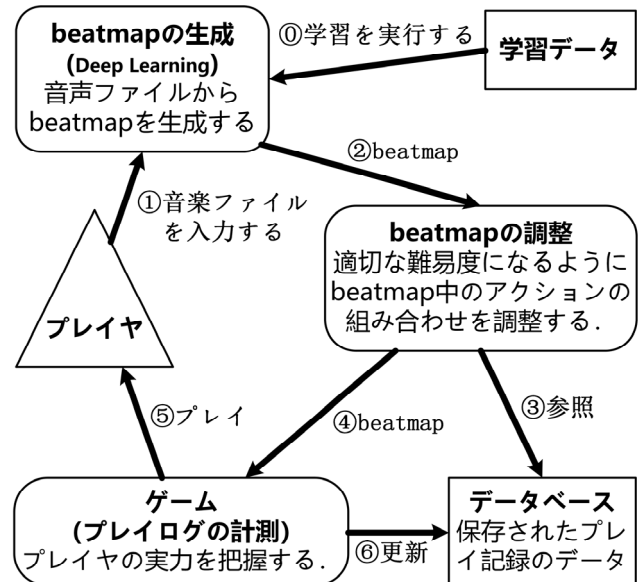 beatmapの生成
(Deep Learning)
音声ファイルから
beatmapを生成する
⓪学習を実行する
学習データ
②beatmap
①音楽ファイル
を入力する
beatmapの調整
適切な難易度になるように
beatmap中のアクションの
組み合わせを調整する.
プレイヤ
⑤プレイ
④beatmap
③参照
ゲーム
(プレイログの計測)
プレイヤの実力を把握する.
⑥更新
データベース
保存されたプレ
イ記録のデータ